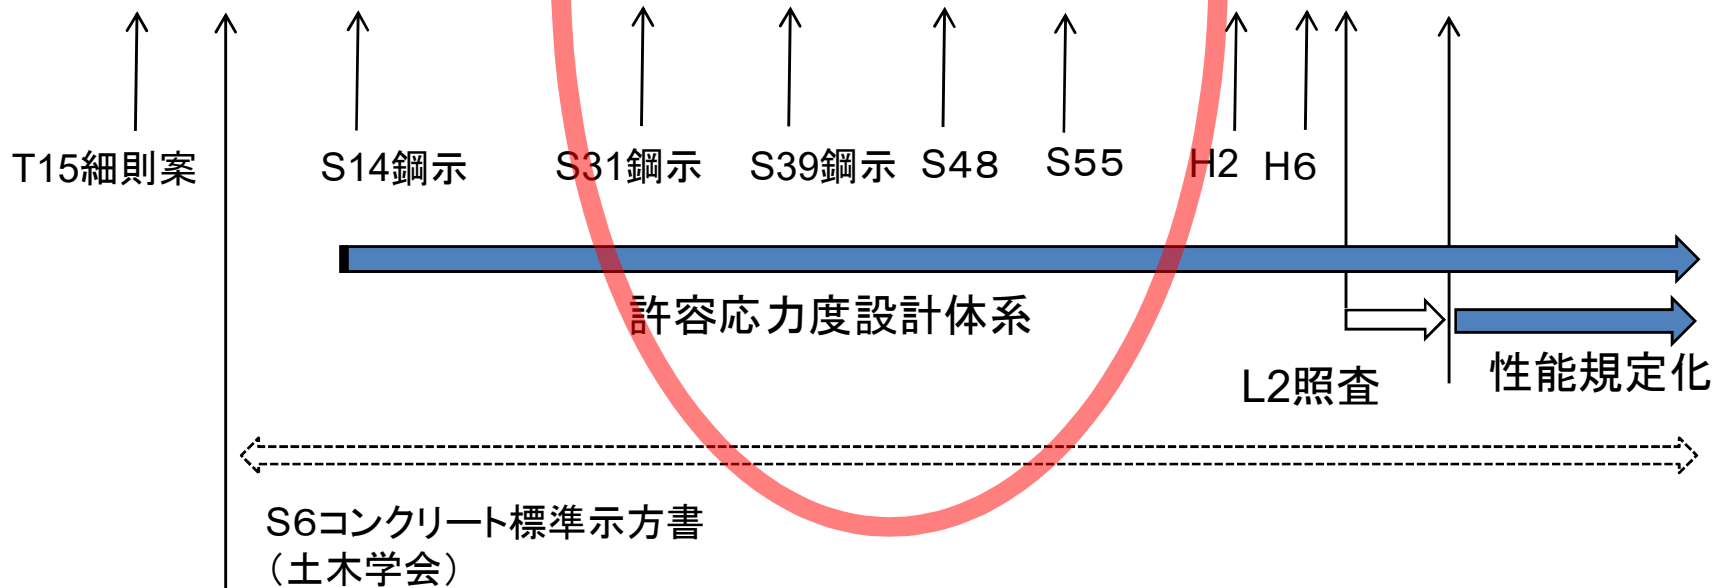 T15細則案
S14鋼示
S31鋼示
S39鋼示
S48
S55
H2
H6
許容応力度設計体系
L2照査
性能規定化
S6コンクリート標準示方書
（土木学会）